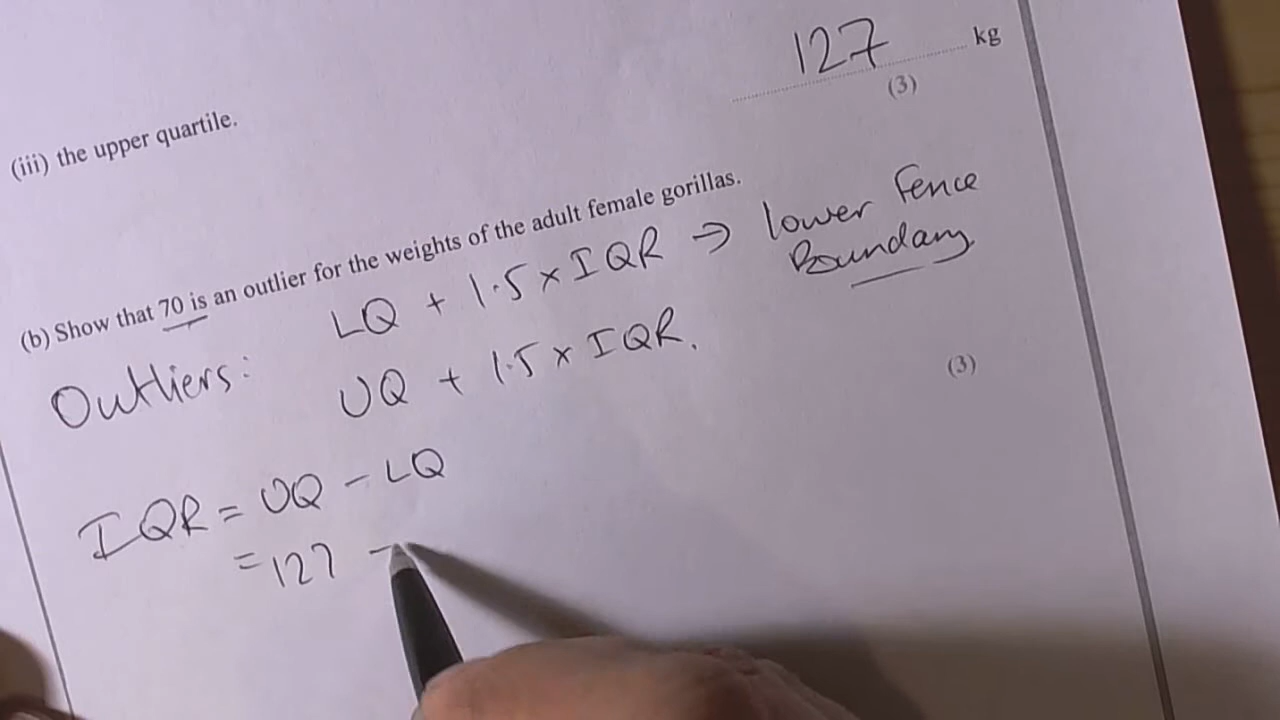 127 kg
(3)
(iii) the upper quartile.
(b) Show that 70 is an outlier for the weights of the adult female gorillas.
Outliers: LQ + 1.5 × IQR → lower fence
Boundary
UQ + 1.5 × IQR.
(3)
IQR = UQ - LQ
= 127 -